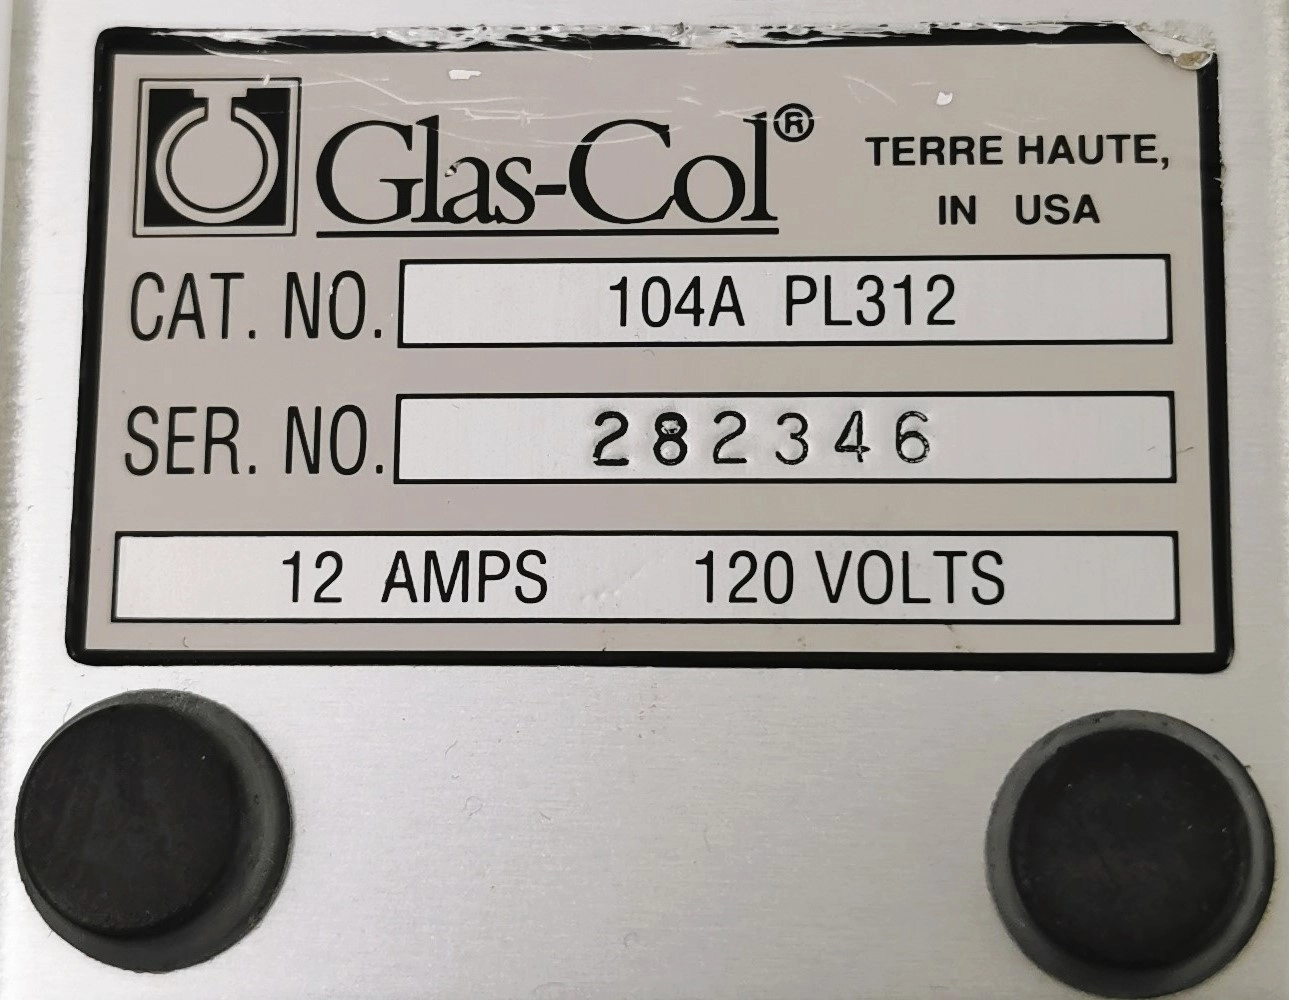 Glas-Col® TERRE HAUTE,
IN USA
CAT. NO. 104A PL312
SER. NO. 282346
12 AMPS 120 VOLTS